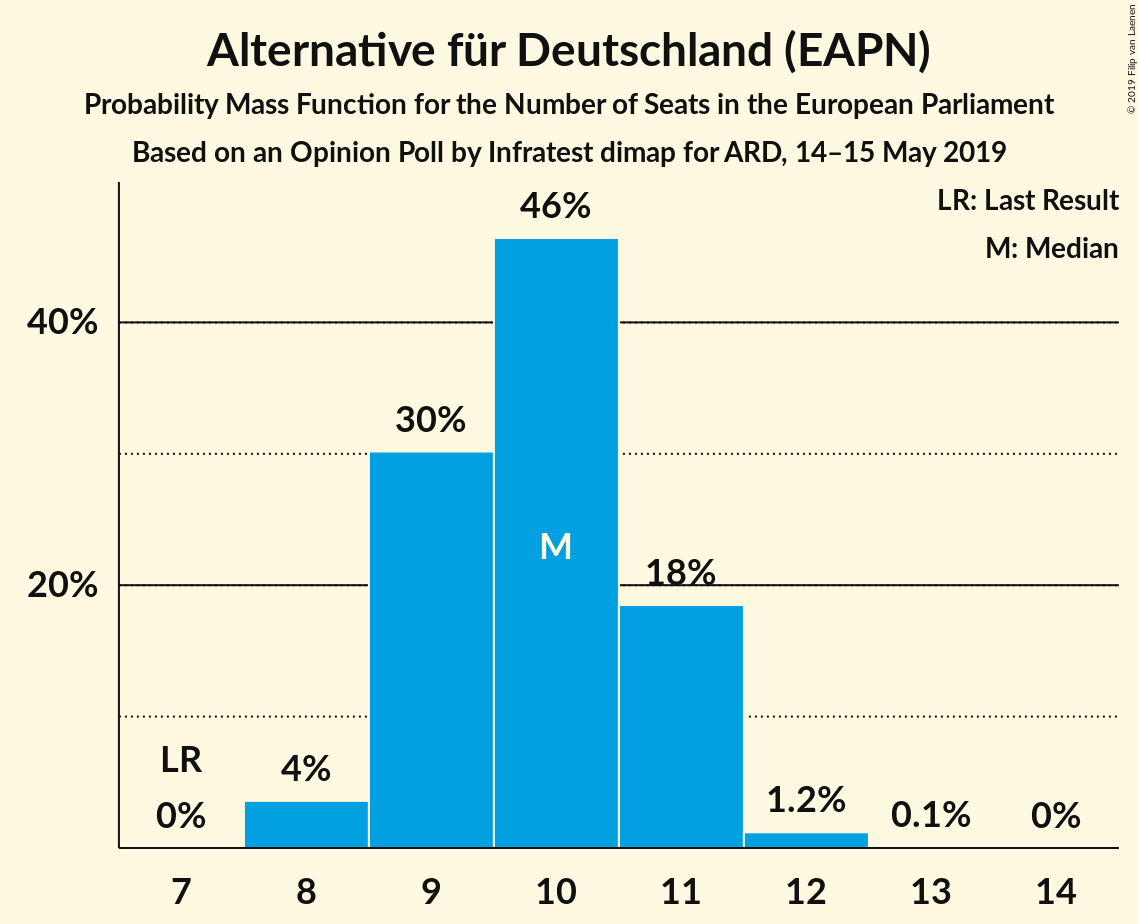 Alternative für Deutschland (EAPN)
Probability Mass Function for the Number of Seats in the European Parliament
Based on an Opinion Poll by Infratest dimap for ARD, 14–15 May 2019
© 2019 Filip van Laenen
LR: Last Result
M: Median
46%
40%
30%
M
18%
20%
LR
4%
0%
1.2%
0.1%
0%
7 8 9 10 11 12 13 14